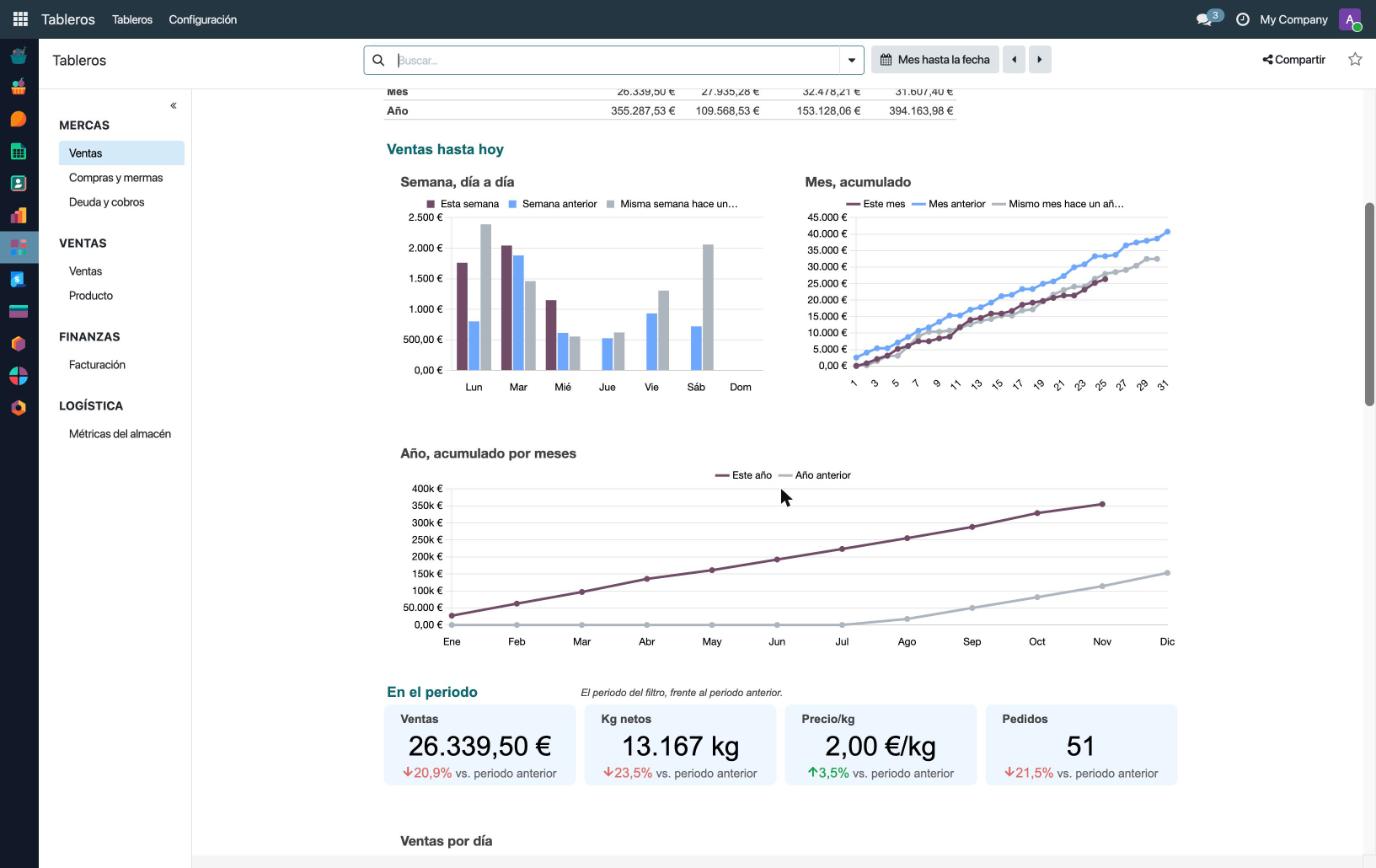 Tableros Tableros Configuración 3 My Company A
Tableros Buscar... Mes hasta la fecha Compartir
«
MERCAS
Ventas
Compras y mermas
Deuda y cobros
VENTAS
Ventas
Producto
FINANZAS
Facturación
LOGÍSTICA
Métricas del almacén
Mes 26.339,50 € 27.935,28 € 32.478,21 € 31.607,40 €
Año 355.287,53 € 109.568,53 € 153.128,06 € 394.163,98 €
Ventas hasta hoy
Semana, día a día
Esta semana Semana anterior Misma semana hace un...
2.500 €
2.000 €
1.500 €
1.000 €
500,00 €
0,00 €
Lun Mar Mié Jue Vie Sáb Dom
Mes, acumulado
Este mes Mes anterior Mismo mes hace un añ...
45.000 €
40.000 €
35.000 €
30.000 €
25.000 €
20.000 €
15.000 €
10.000 €
5.000 €
0,00 €
1 3 5 7 9 11 13 15 17 19 21 23 25 27 29 31
Año, acumulado por meses
Este año Año anterior
400k €
350k €
300k €
250k €
200k €
150k €
100k €
50.000 €
0,00 €
Ene Feb Mar Abr May Jun Jul Ago Sep Oct Nov Dic
En el periodo El periodo del filtro, frente al periodo anterior.
Ventas
26.339,50 €
20,9% vs. periodo anterior
Kg netos
13.167 kg
23,5% vs. periodo anterior
Precio/kg
2,00 €/kg
3,5% vs. periodo anterior
Pedidos
51
21,5% vs. periodo anterior
Ventas por día